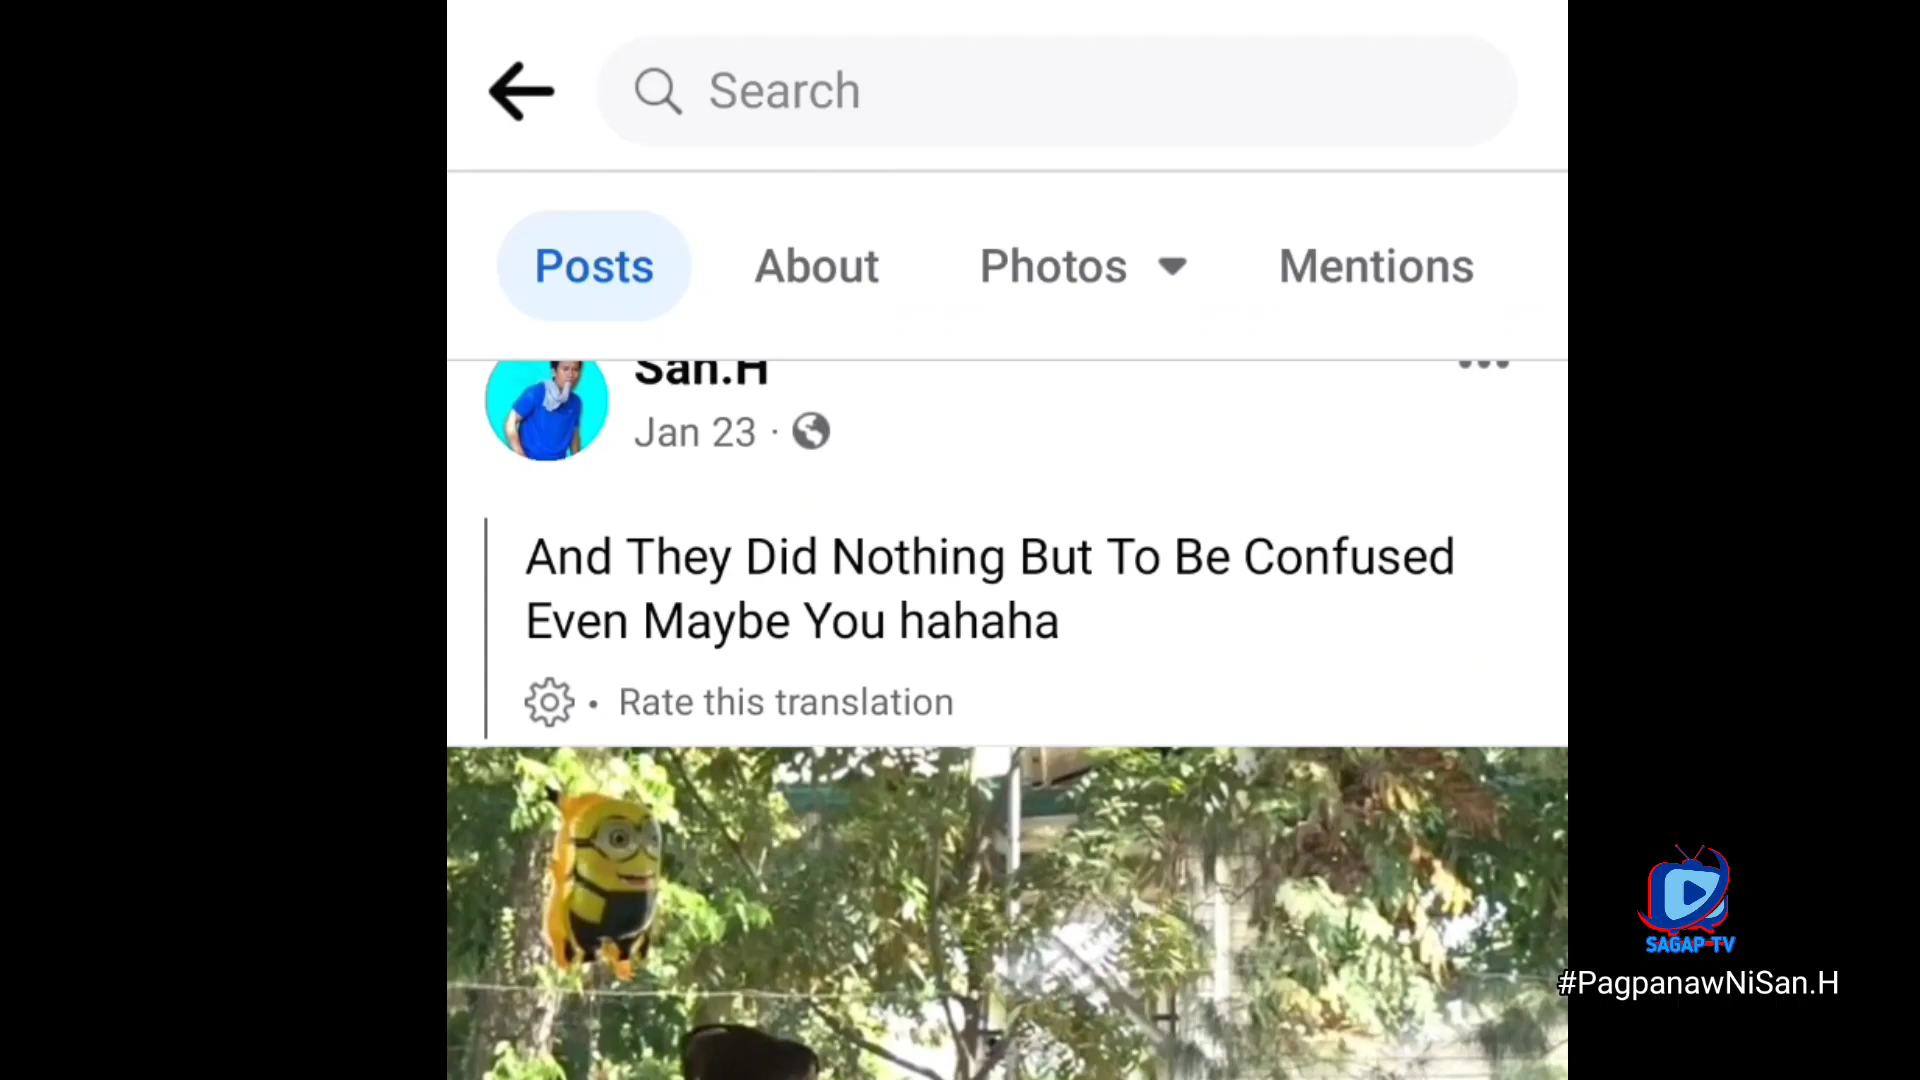 Search
Posts About Photos Mentions
San.H
Jan 23 ·
And They Did Nothing But To Be Confused
Even Maybe You hahaha
· Rate this translation
SAGAP TV
#PagpanawNiSan.H